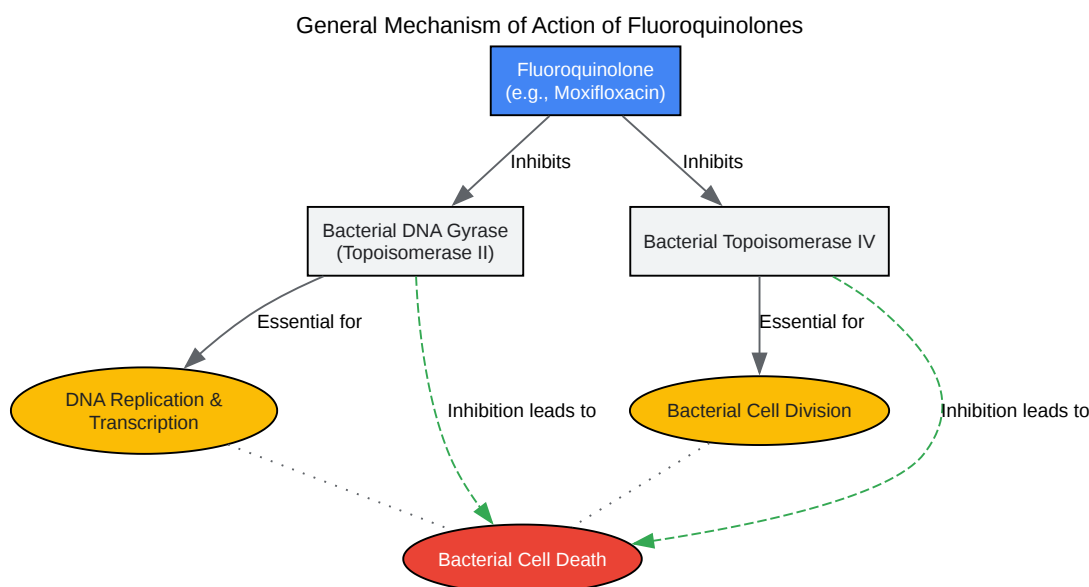 General Mechanism of Action of Fluoroquinolones
Fluoroquinolone
(e.g., Moxifloxacin)
Inhibits
Inhibits
Bacterial DNA Gyrase
(Topoisomerase II)
Bacterial Topoisomerase IV
Essential for
Essential for
DNA Replication &
Transcription
Inhibition leads to
Bacterial Cell Division
Inhibition leads to
Bacterial Cell Death